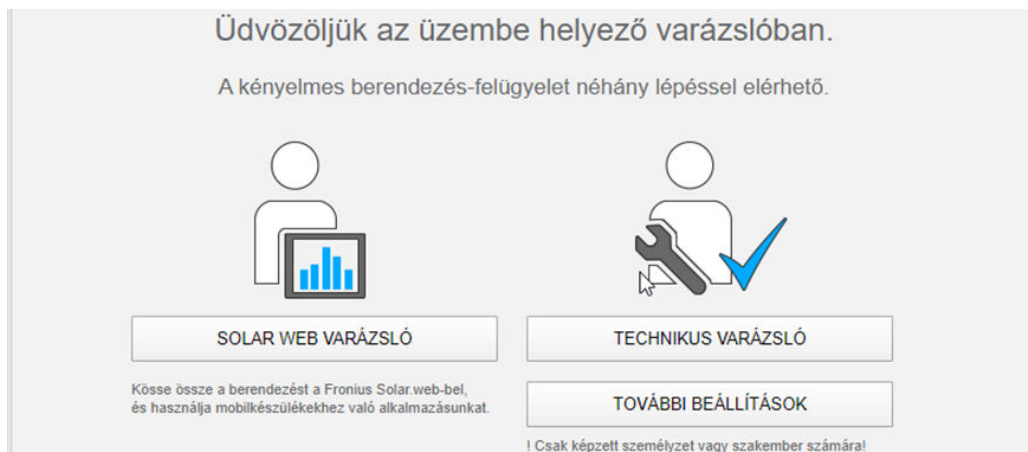 Üdvözöljük az üzembe helyező varázslóban.
A kényelmes berendezés-felügyelet néhány lépéssel elérhető.
SOLAR WEB VARÁZSLÓ
Kösse össze a berendezést a Fronius Solar.web-bel,
és használja mobilkészülékekhez való alkalmazásunkat.
TECHNIKUS VARÁZSLÓ
TOVÁBBI BEÁLLÍTÁSOK
! Csak képzett személyzet vagy szakember számára!